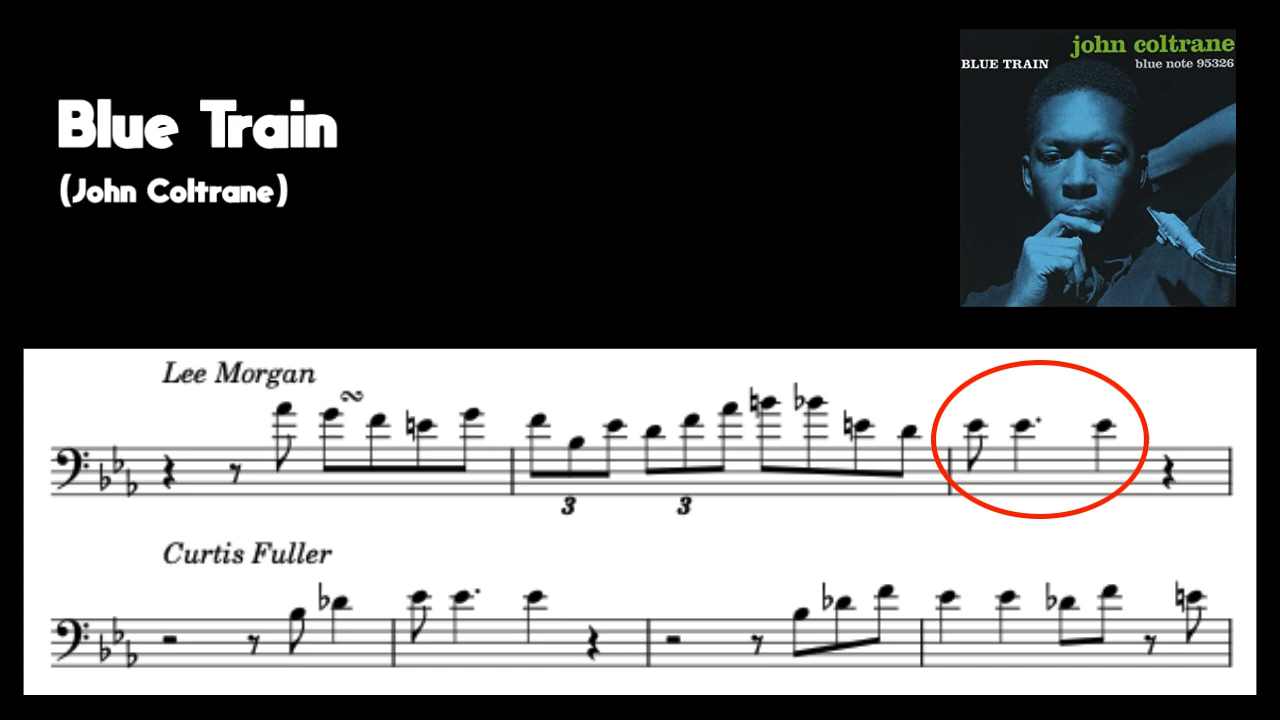 john coltrane
BLUE TRAIN
blue note 95326
Blue Train
(John Coltrane)
Lee Morgan
3
3
Curtis Fuller